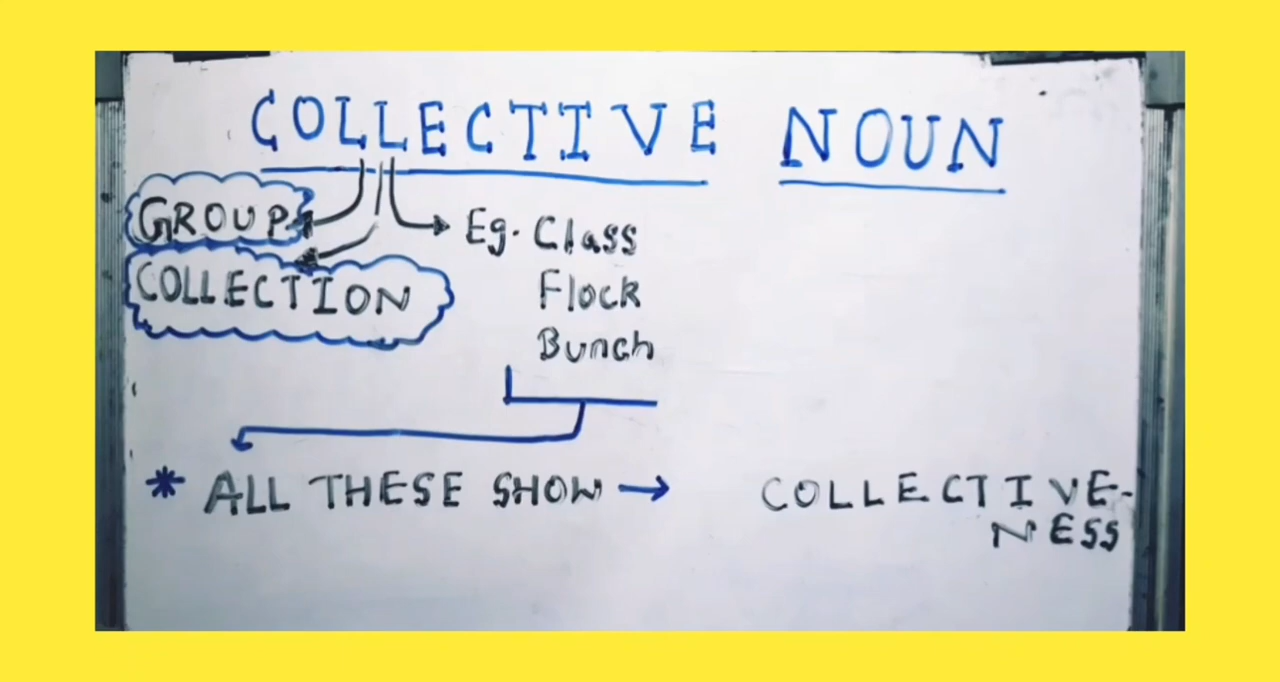 COLLECTIVE NOUN
GROUP
COLLECTION
Eg. Class
Flock
Bunch
* ALL THESE SHOW → COLLECTIVE-
NESS